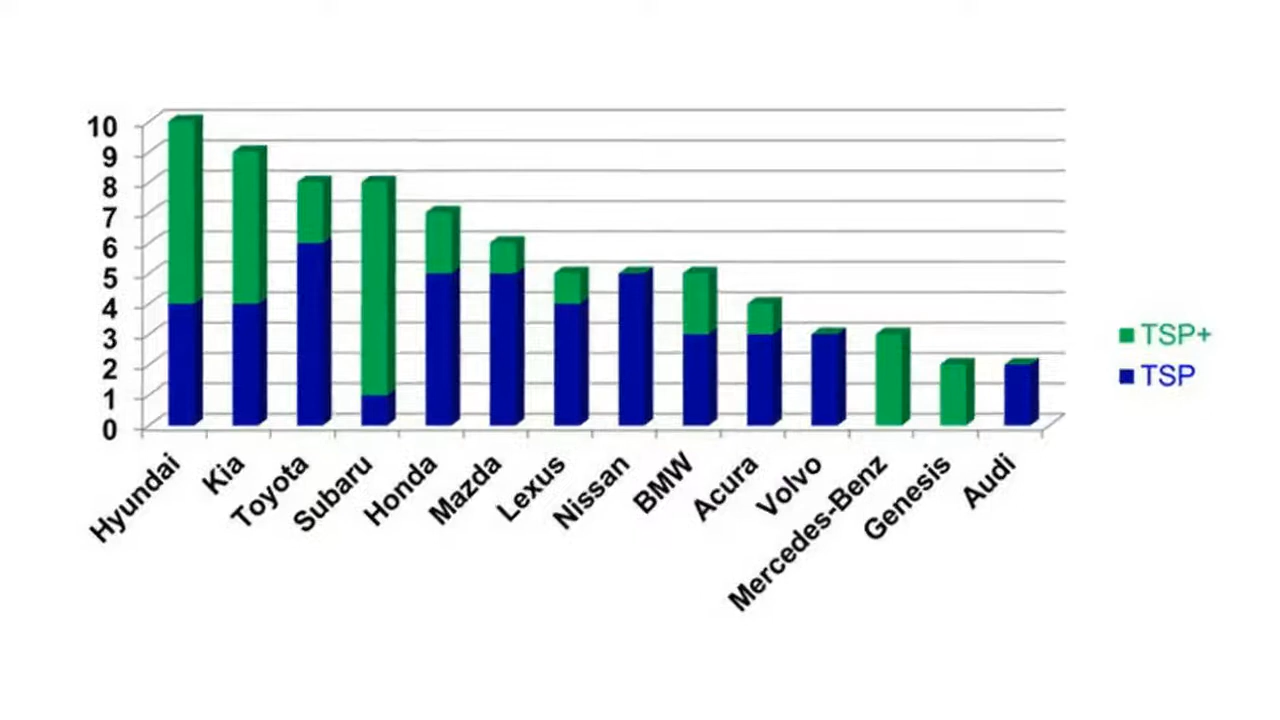 10
9
8
7
6
5
4
3
2
1
0
Hyundai
Kia
Toyota
Subaru
Honda
Mazda
Lexus
Nissan
BMW
Acura
Volvo
Mercedes-Benz
Genesis
Audi
TSP+
TSP